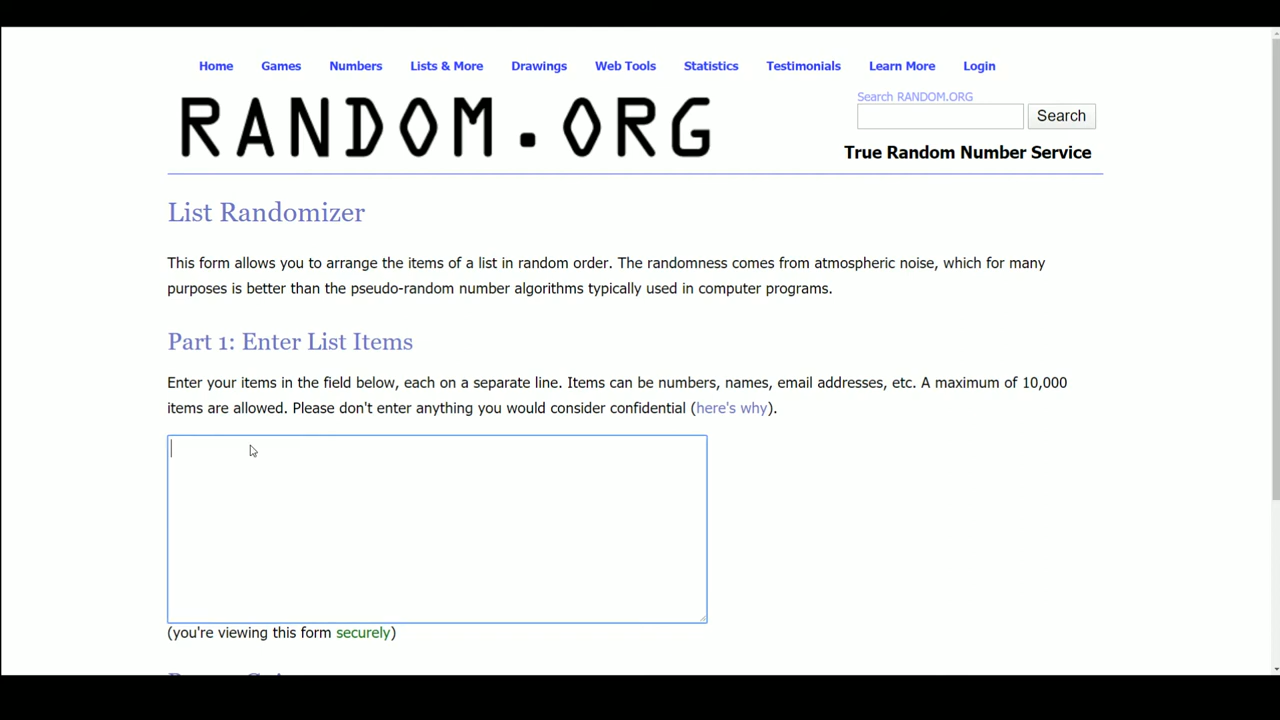 Home Games Numbers Lists & More Drawings Web Tools Statistics Testimonials Learn More Login
RANDOM.ORG
Search RANDOM.ORG
Search
True Random Number Service
List Randomizer
This form allows you to arrange the items of a list in random order. The randomness comes from atmospheric noise, which for many
purposes is better than the pseudo-random number algorithms typically used in computer programs.
Part 1: Enter List Items
Enter your items in the field below, each on a separate line. Items can be numbers, names, email addresses, etc. A maximum of 10,000
items are allowed. Please don't enter anything you would consider confidential (here's why).
(you're viewing this form securely)